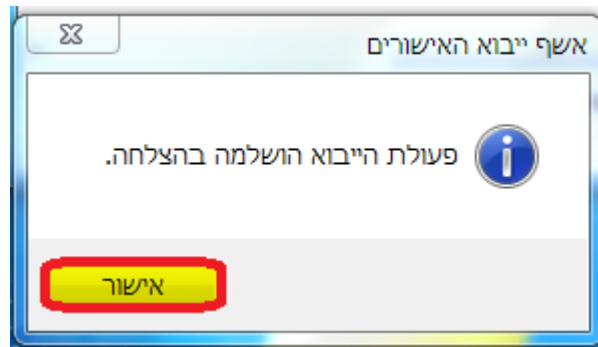 אשף ייבוא האישורים
פעולת הייבוא הושלמה בהצלחה.
אישור